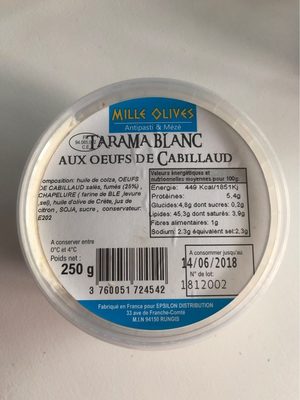 MILLE OLIVES
Antipasti & Mézé
TARAMA BLANC
AUX OEUFS DE CABILLAUD
Composition: huile de colza, OEUFS
DE CABILLAUD salés, fumés (25%) ,
CHAPELURE ( farine de BLE ,levure
,sel), huile d'olive de Crète, jus de
citron , SOJA, sucre , conservateur:
E202
Valeurs énergétiques et
nutritionnelles moyennes pour 100g
Energie: 449 Kcal/1851Kj
Protéines: 5,4g
Glucides:4,8g dont sucres: 0,2g
Lipides: 45,3g dont saturés: 3,9g
Fibres alimentaires: 1g
Sodium: 2.3g équivalent sel:2.3g
A conserver entre
0°C et 4°C
Poids net :
250 g
3 760051 724542
A consommer jusqu'au
14/06/2018
N° de lot:
1812002
Fabriqué en France pour EPSILON DISTRIBUTION
33 ave de Franche-Comté
M.I.N 94150 RUNGIS